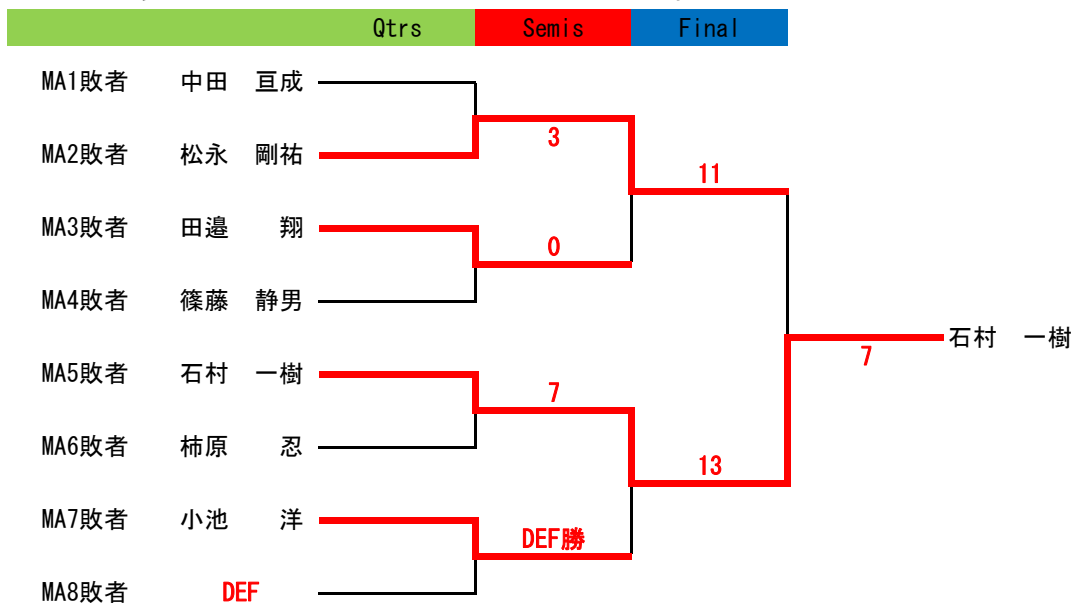 Qtrs Semis Final
MA1敗者 中田 亘成
3
MA2敗者 松永 剛祐
11
MA3敗者 田邉 翔
0
MA4敗者 篠藤 静男
石村 一樹
7
MA5敗者 石村 一樹
7
MA6敗者 柿原 忍
13
MA7敗者 小池 洋
DEF勝
MA8敗者 DEF